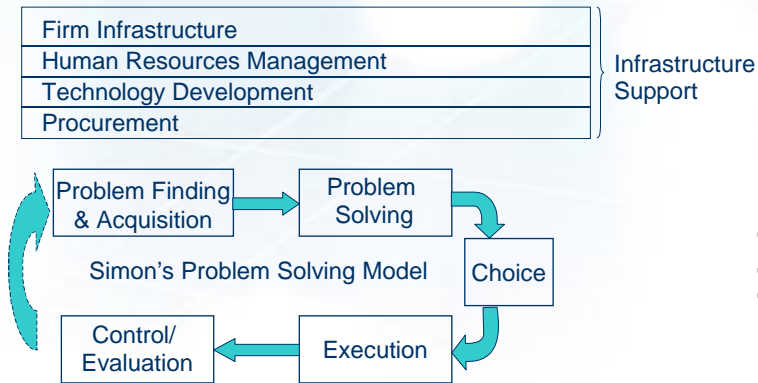 Firm Infrastructure
Human Resources Management
Technology Development
Procurement
Infrastructure
Support
Problem Finding
& Acquisition
Problem
Solving
Simon's Problem Solving Model
Choice
Control/
Evaluation
Execution